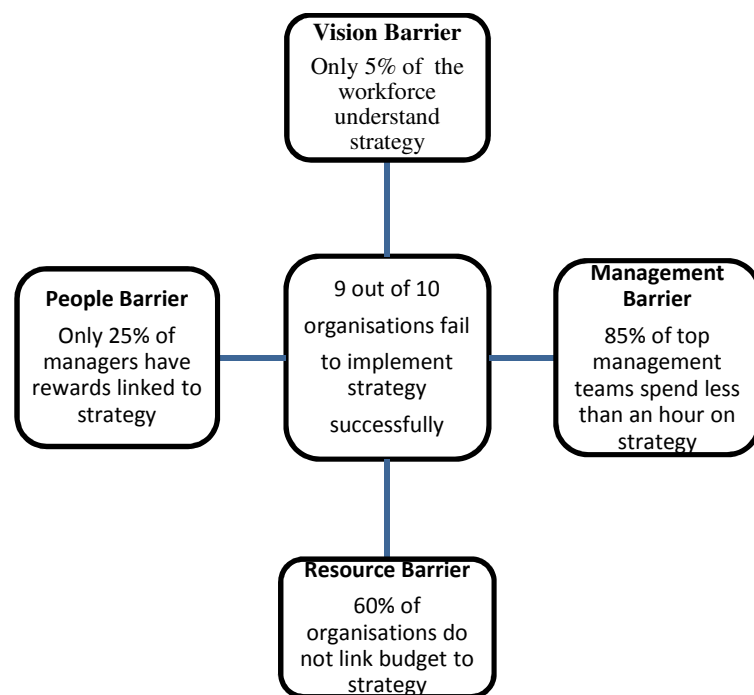 Vision Barrier
Only 5% of the
workforce
understand
strategy
People Barrier
Only 25% of
managers have
rewards linked to
strategy
9 out of 10
organisations fail
to implement
strategy
successfully
Management
Barrier
85% of top
management
teams spend less
than an hour on
strategy
Resource Barrier
60% of
organisations do
not link budget to
strategy